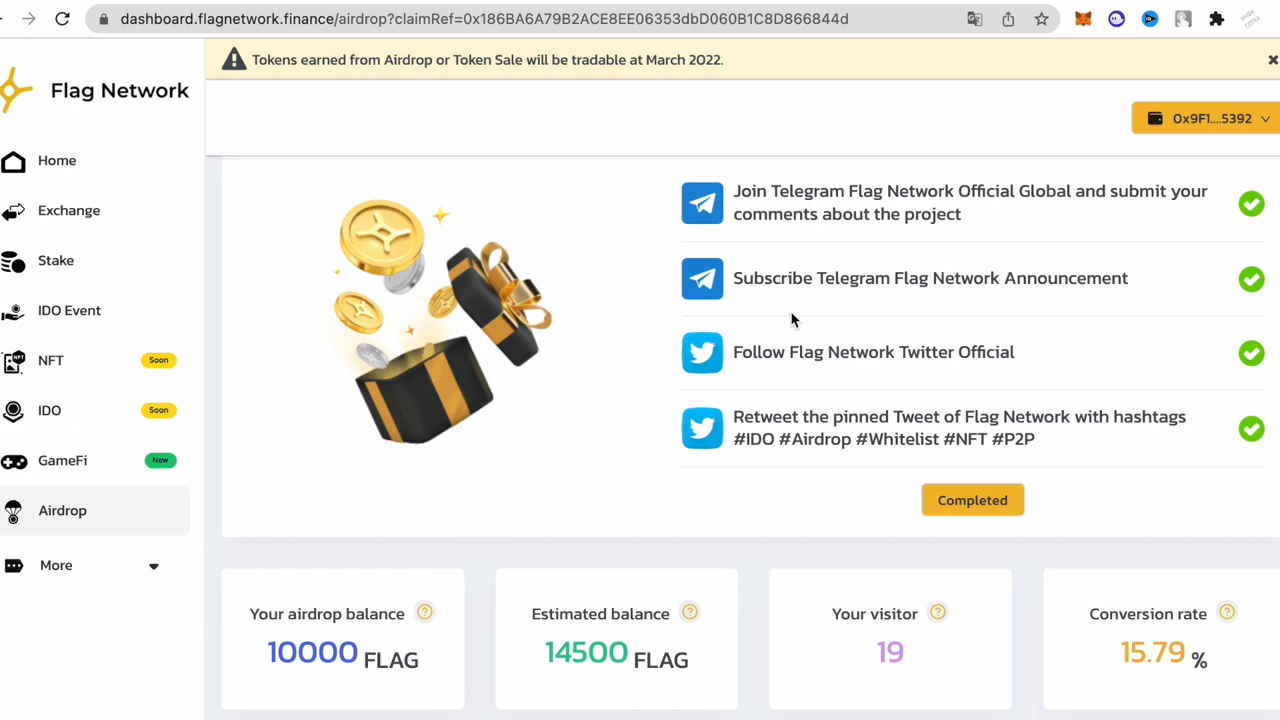 dashboard.flagnetwork.finance/airdrop?claimRef=0x186BA6A79B2ACE8EE06353dbD060B1C8D866844d
Tokens earned from Airdrop or Token Sale will be tradable at March 2022.
Flag Network
0x9F1....5392
Home
Exchange
Stake
IDO Event
NFT Soon
IDO Soon
GameFi New
Airdrop
More
Join Telegram Flag Network Official Global and submit your
comments about the project
Subscribe Telegram Flag Network Announcement
Follow Flag Network Twitter Official
Retweet the pinned Tweet of Flag Network with hashtags
#IDO #Airdrop #Whitelist #NFT #P2P
Completed
Your airdrop balance ?
10000 FLAG
Estimated balance ?
14500 FLAG
Your visitor ?
19
Conversion rate ?
15.79 %